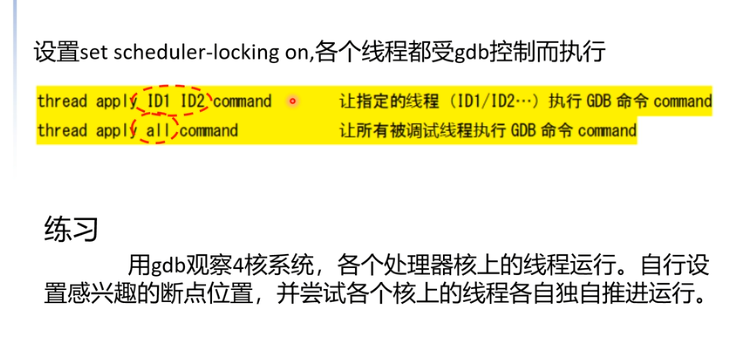 设置set scheduler-locking on,各个线程都受gdb控制而执行
thread apply ID1 ID2 command 让指定的线程（ID1/ID2…）执行 GDB 命令 command
thread apply all command 让所有被调试线程执行 GDB 命令 command
练习
用gdb观察4核系统，各个处理器核上的线程运行。自行设
置感兴趣的断点位置，并尝试各个核上的线程各自独自推进运行。